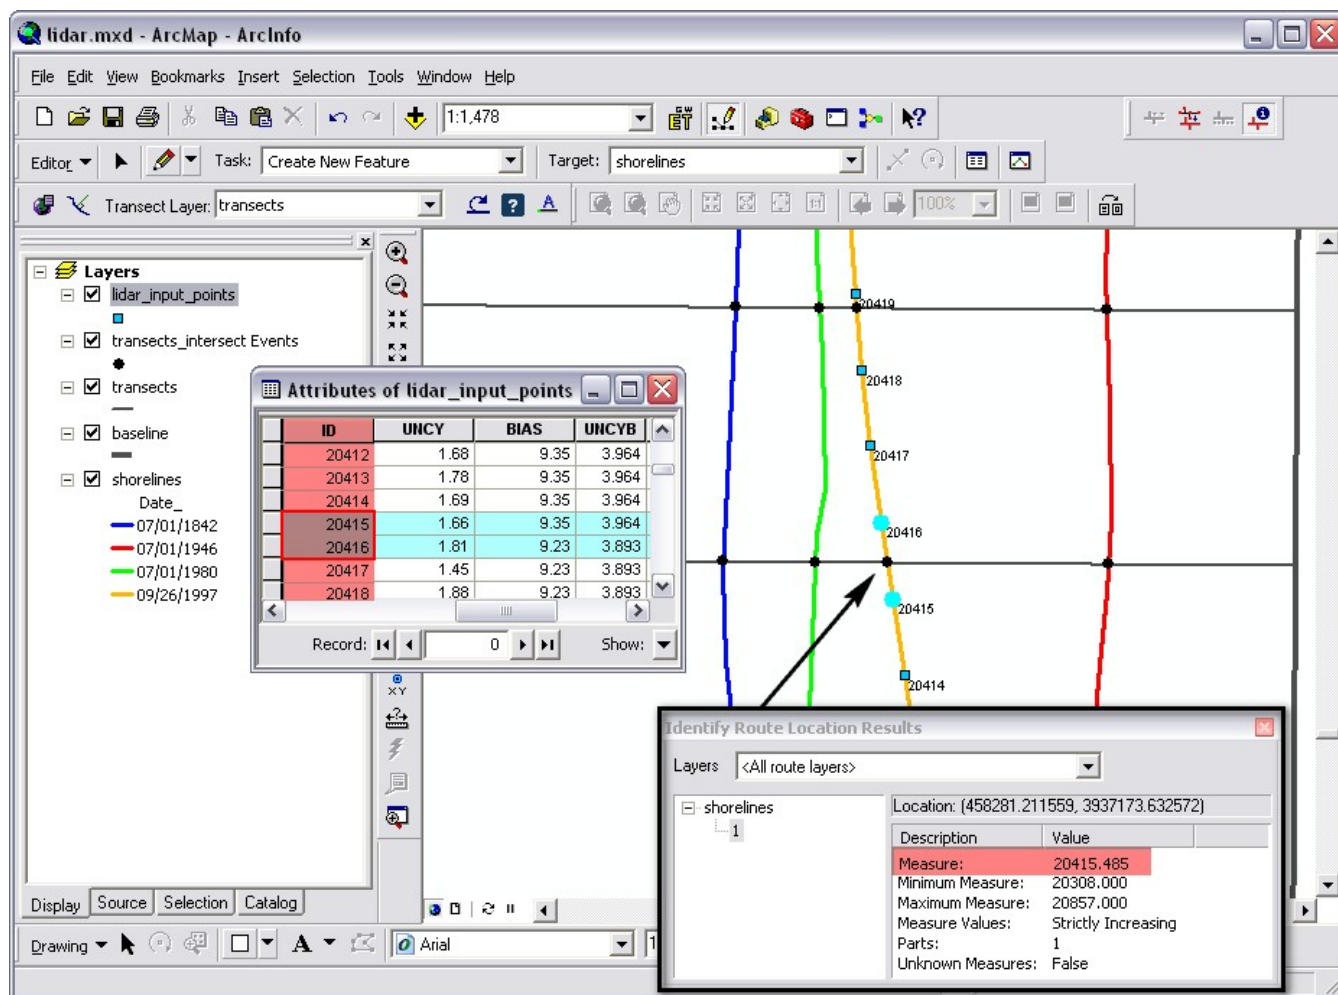 lidar.mxd - ArcMap - ArcInfo
File Edit View Bookmarks Insert Selection Tools Window Help
1:1,478
Editor Task: Create New Feature Target: shorelines
Transect Layer: transects 100%
Layers
lidar_input_points
transects_intersect Events
transects
baseline
shorelines
Date_
07/01/1842
07/01/1946
07/01/1980
09/26/1997
Display Source Selection Catalog
Drawing Arial
XY
20419
20418
20417
20416
20415
20414
Attributes of lidar_input_points
ID UNCY BIAS UNCYB
20412 1.68 9.35 3.964
20413 1.78 9.35 3.964
20414 1.69 9.35 3.964
20415 1.66 9.35 3.964
20416 1.81 9.23 3.893
20417 1.45 9.23 3.893
20418 1.88 9.23 3.893
Record: 0 Show:
Identify Route Location Results
Layers <All route layers>
shorelines
1
Location: (458281.211559, 3937173.632572)
Description Value
Measure: 20415.485
Minimum Measure: 20308.000
Maximum Measure: 20857.000
Measure Values: Strictly Increasing
Parts: 1
Unknown Measures: False